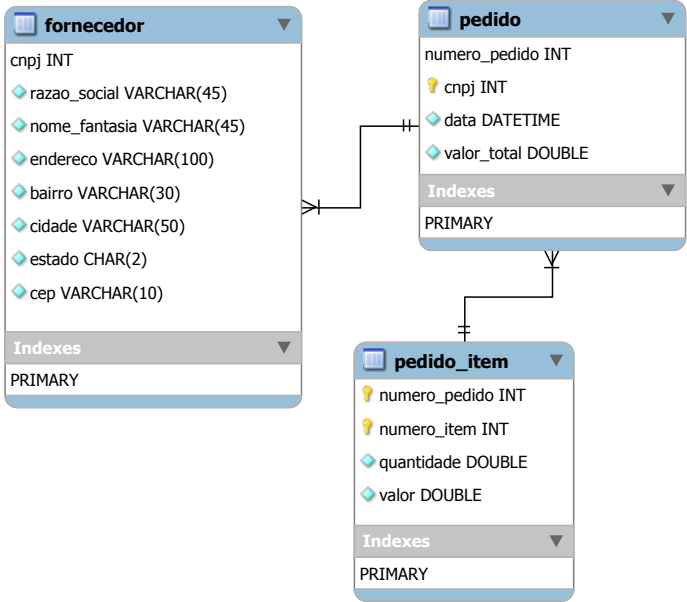 fornecedor
cnpj INT
razao_social VARCHAR(45)
nome_fantasia VARCHAR(45)
endereco VARCHAR(100)
bairro VARCHAR(30)
cidade VARCHAR(50)
estado CHAR(2)
cep VARCHAR(10)
Indexes
PRIMARY
pedido
numero_pedido INT
cnpj INT
data DATETIME
valor_total DOUBLE
Indexes
PRIMARY
pedido_item
numero_pedido INT
numero_item INT
quantidade DOUBLE
valor DOUBLE
Indexes
PRIMARY